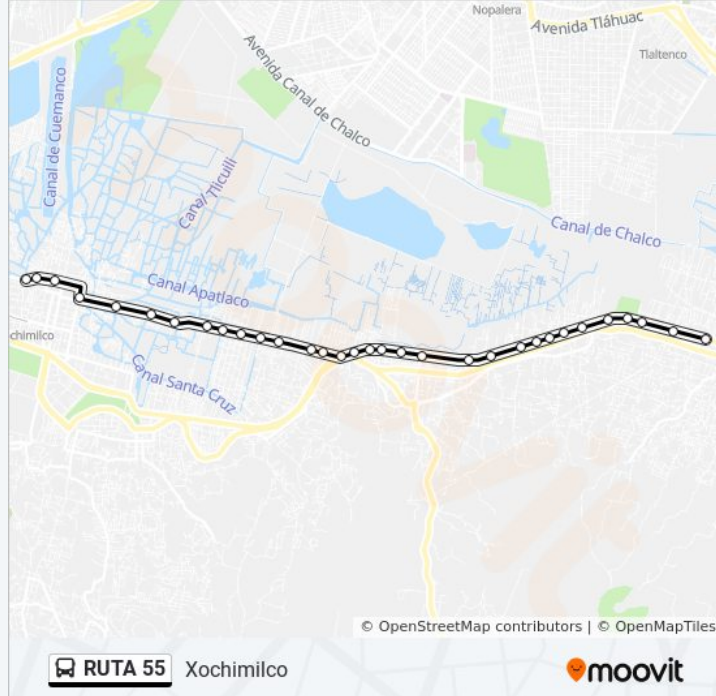 Nopalera
Avenida Tláhuac
Tlaltenco
Avenida Canal de Chalco
Canal de Cuemanco
Canal Tlicuili
Canal de Chalco
Canal Apatlaco
chimilco
Canal Santa Cruz
© OpenStreetMap contributors | © OpenMapTiles
RUTA 55 Xochimilco
moovit